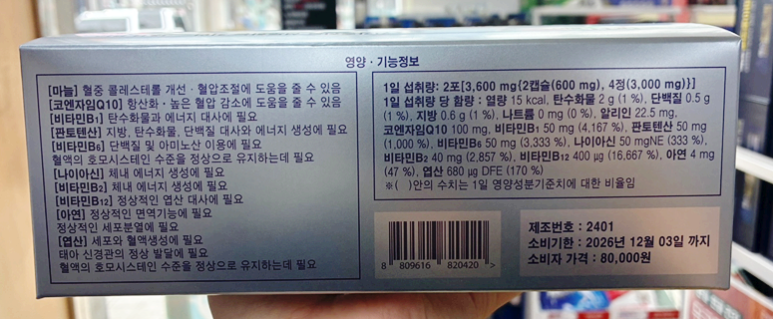 영양 · 기능정보
[마늘] 혈중 콜레스테롤 개선 · 혈압조절에 도움을 줄 수 있음
[코엔자임Q10] 항산화 · 높은 혈압 감소에 도움을 줄 수 있음
[비타민B1] 탄수화물과 에너지 대사에 필요
[판토텐산] 지방, 탄수화물, 단백질 대사와 에너지 생성에 필요
[비타민B6] 단백질 및 아미노산 이용에 필요
혈액의 호모시스테인 수준을 정상으로 유지하는데 필요
[나이아신] 체내 에너지 생성에 필요
[비타민B2] 체내 에너지 생성에 필요
[비타민B12] 정상적인 엽산 대사에 필요
[아연] 정상적인 면역기능에 필요
정상적인 세포분열에 필요
[엽산] 세포와 혈액생성에 필요
태아 신경관의 정상 발달에 필요
혈액의 호모시스테인 수준을 정상으로 유지하는데 필요
1일 섭취량: 2포[3,600 mg{2캡슐(600 mg), 4정(3,000 mg)}]
1일 섭취량 당 함량 : 열량 15 kcal, 탄수화물 2 g (1 %), 단백질 0.5 g
(1 %), 지방 0.6 g (1 %), 나트륨 0 mg (0 %), 알리인 22.5 mg,
코엔자임Q10 100 mg, 비타민B1 50 mg (4,167 %), 판토텐산 50 mg
(1,000 %), 비타민B6 50 mg (3,333 %), 나이아신 50 mgNE (333 %),
비타민B2 40 mg (2,857 %), 비타민B12 400 μg (16,667 %), 아연 4 mg
(47 %), 엽산 680 μg DFE (170 %)
※( )안의 수치는 1일 영양성분기준치에 대한 비율임
8 809616 820420 >
제조번호 : 2401
소비기한 : 2026년 12월 03일 까지
소비자 가격 : 80,000원